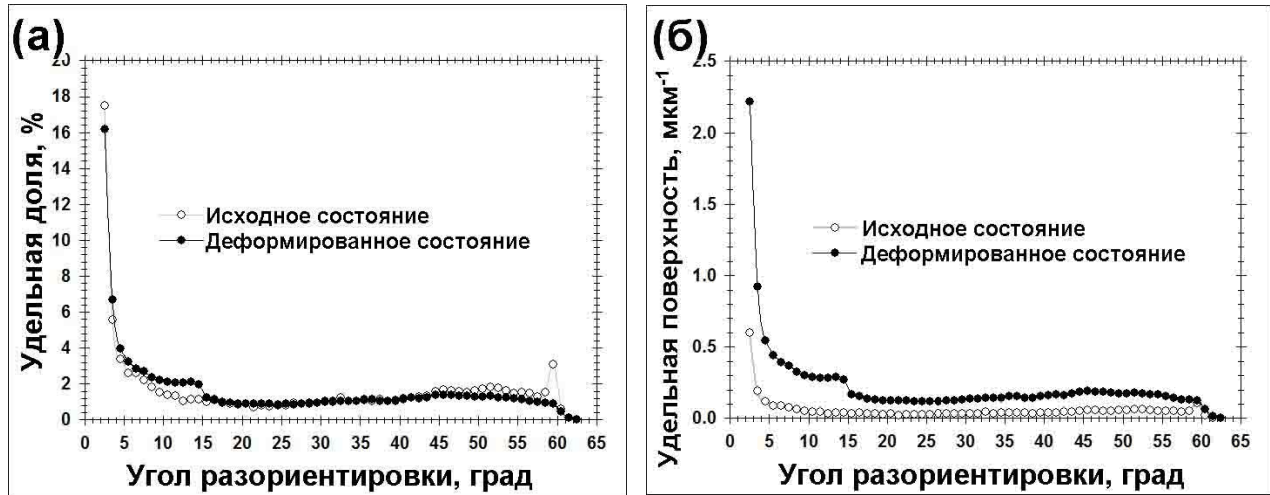 (а)
Удельная доля, %
20
18
16
14
12
10
8
6
4
2
0
Исходное состояние
Деформированное состояние
0 5 10 15 20 25 30 35 40 45 50 55 60 65
Угол разориентировки, град
(б)
Удельная поверхность, мкм⁻¹
2.5
2.0
1.5
1.0
0.5
0.0
Исходное состояние
Деформированное состояние
0 5 10 15 20 25 30 35 40 45 50 55 60 65
Угол разориентировки, град